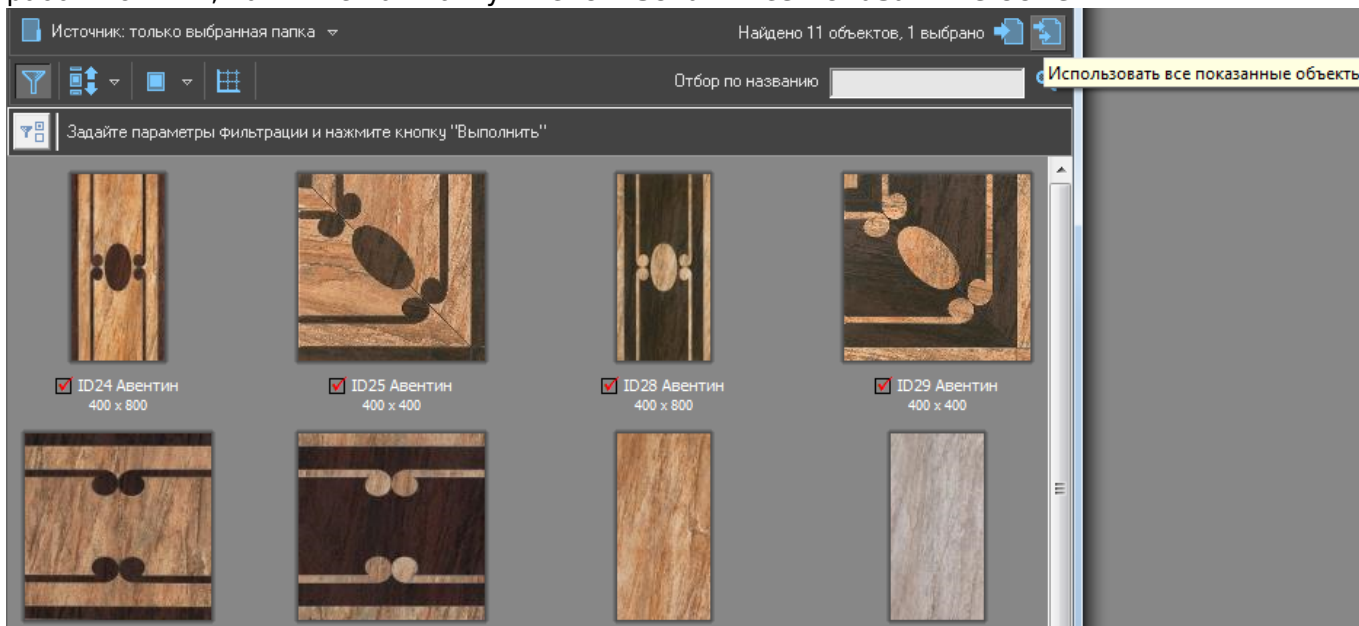 Источник: только выбранная папка
Найдено 11 объектов, 1 выбрано
Отбор по названию
Использовать все показанные объекты
Задайте параметры фильтрации и нажмите кнопку "Выполнить"
ID24 Авентин
400 x 800
ID25 Авентин
400 x 400
ID28 Авентин
400 x 800
ID29 Авентин
400 x 400